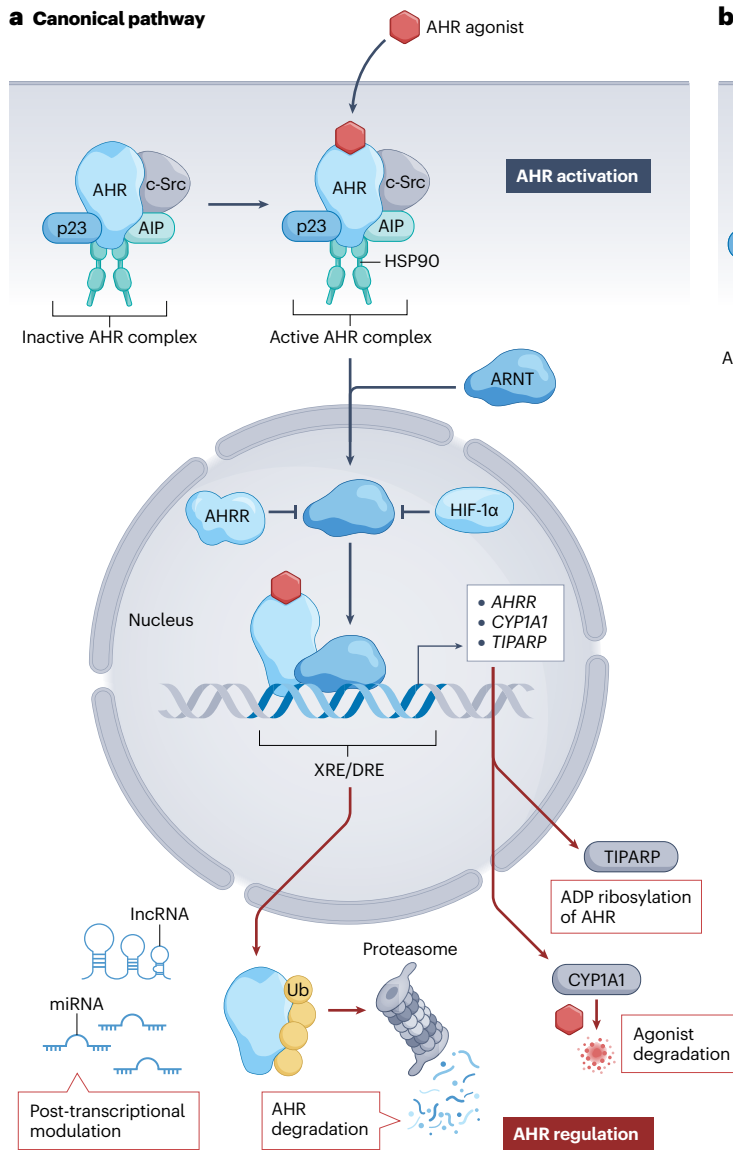 a Canonical pathway
b
AHR agonist
AHR
c-Src
p23
AIP
AHR
c-Src
p23
AIP
HSP90
AHR activation
Inactive AHR complex
Active AHR complex
A
ARNT
AHRR
HIF-1α
Nucleus
• AHRR
• CYP1A1
• TIPARP
XRE/DRE
TIPARP
ADP ribosylation
of AHR
lncRNA
Proteasome
CYP1A1
Ub
miRNA
Agonist
degradation
Post-transcriptional
modulation
AHR
degradation
AHR regulation